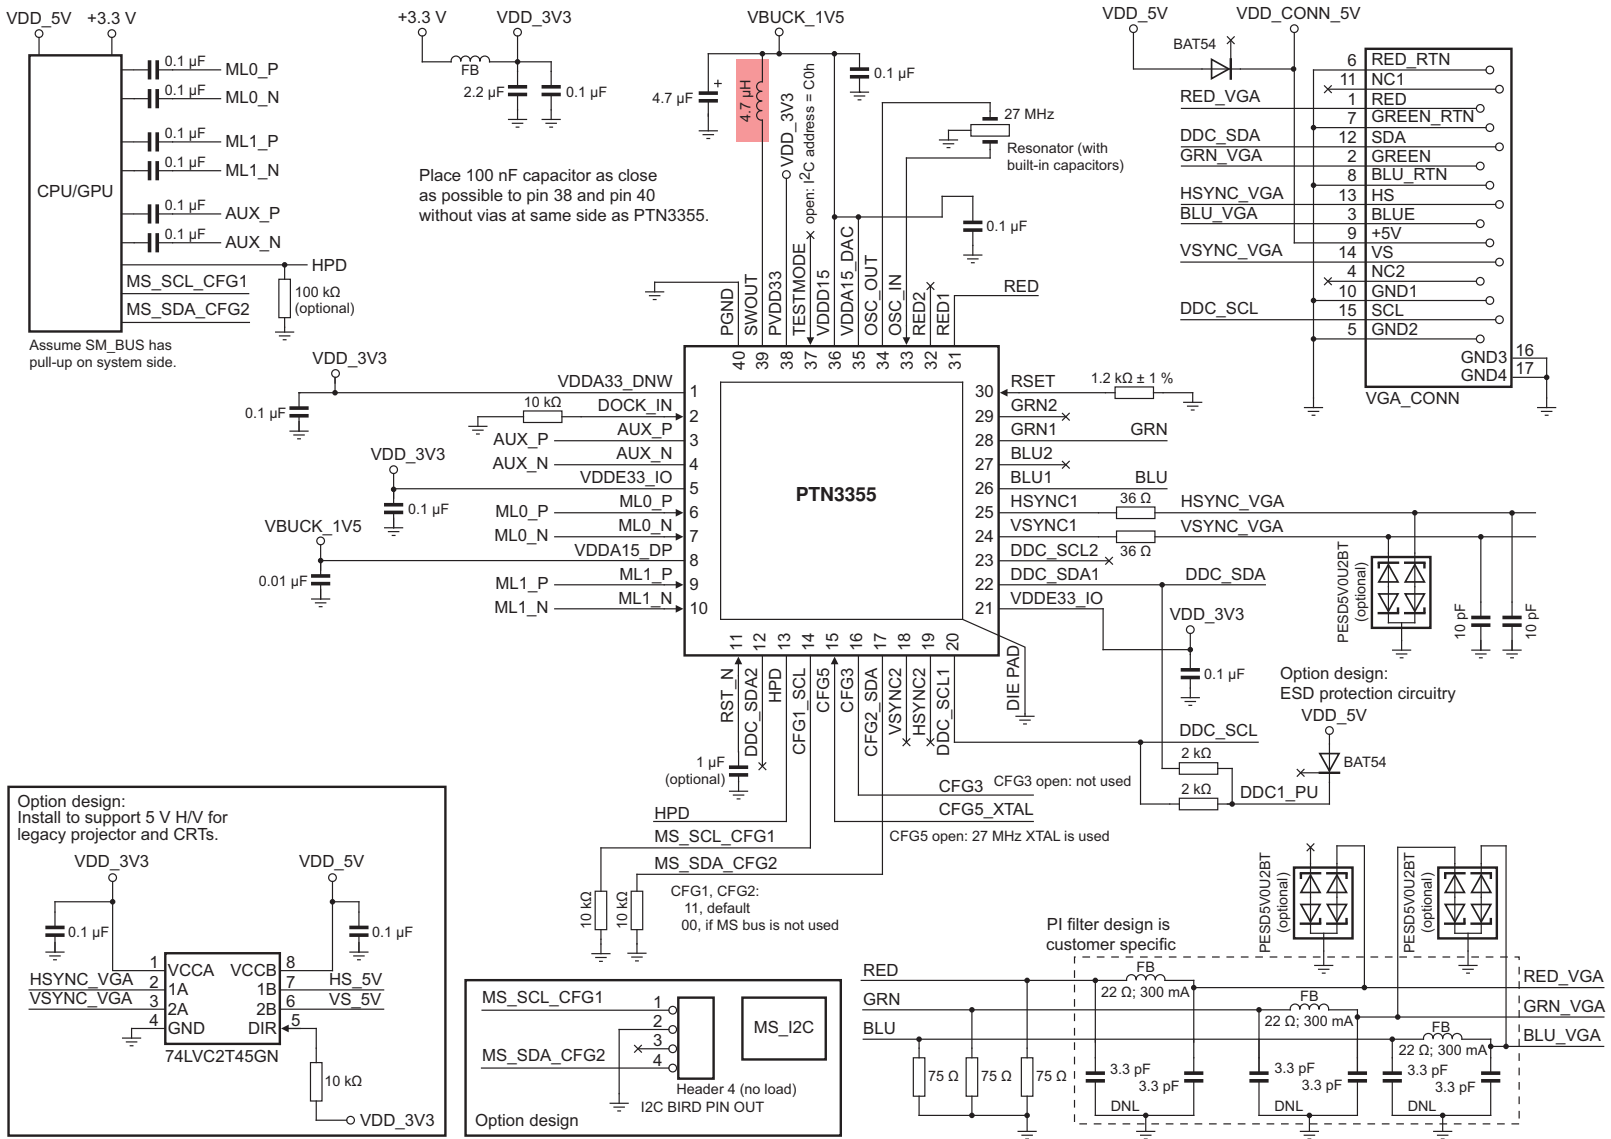 VDD_5V
+3.3 V
CPU/GPU
0.1 µF
ML0_P
0.1 µF
ML0_N
0.1 µF
ML1_P
0.1 µF
ML1_N
0.1 µF
AUX_P
0.1 µF
AUX_N
HPD
MS_SCL_CFG1
MS_SDA_CFG2
100 kΩ
(optional)
Assume SM_BUS has
pull-up on system side.
+3.3 V
VDD_3V3
FB
2.2 µF
0.1 µF
Place 100 nF capacitor as close
as possible to pin 38 and pin 40
without vias at same side as PTN3355.
VBUCK_1V5
4.7 µF
+
4.7 µH
VDD_3V3
open: I2C address = C0h
0.1 µF
27 MHz
Resonator (with
built-in capacitors)
0.1 µF
RED
VDD_5V
VDD_CONN_5V
BAT54
6 RED_RTN
11 NC1
RED_VGA 1 RED
7 GREEN_RTN
DDC_SDA 12 SDA
GRN_VGA 2 GREEN
8 BLU_RTN
HSYNC_VGA 13 HS
BLU_VGA 3 BLUE
9 +5V
VSYNC_VGA 14 VS
4 NC2
10 GND1
DDC_SCL 15 SCL
5 GND2
GND3 16
GND4 17
VGA_CONN
PGND 40
SWOUT 39
PVDD33 38
TESTMODE 37
VDDD15 36
VDDA15_DAC 35
OSC_OUT 34
OSC_IN 33
RED2 32
RED1 31
PTN3355
VDD_3V3
0.1 µF
VDDA33_DNW 1
10 kΩ
DOCK_IN 2
AUX_P AUX_P 3
AUX_N AUX_N 4
VDD_3V3
0.1 µF
VDDE33_IO 5
ML0_P ML0_P 6
ML0_N ML0_N 7
VBUCK_1V5
0.01 µF
VDDA15_DP 8
ML1_P ML1_P 9
ML1_N ML1_N 10
30 RSET 1.2 kΩ ± 1 %
29 GRN2
28 GRN1 GRN
27 BLU2
26 BLU1 BLU
25 HSYNC1 36 Ω HSYNC_VGA
24 VSYNC1 36 Ω VSYNC_VGA
23 DDC_SCL2
22 DDC_SDA1 DDC_SDA
21 VDDE33_IO
VDD_3V3
0.1 µF
PESD5V0U2BT
(optional)
10 pF
10 pF
Option design:
ESD protection circuitry
VDD_5V
BAT54
DDC_SCL
2 kΩ
2 kΩ
DDC1_PU
11 RST_N
12 DDC_SDA2
13 HPD
14 CFG1_SCL
15 CFG5
16 CFG3
17 CFG2_SDA
18 VSYNC2
19 HSYNC2
20 DDC_SCL1
DIE PAD
1 µF
(optional)
CFG3 CFG3 open: not used
CFG5_XTAL
CFG5 open: 27 MHz XTAL is used
HPD
MS_SCL_CFG1
MS_SDA_CFG2
10 kΩ
10 kΩ
CFG1, CFG2:
11, default
00, if MS bus is not used
Option design:
Install to support 5 V H/V for
legacy projector and CRTs.
VDD_3V3
VDD_5V
0.1 µF
0.1 µF
1 VCCA VCCB 8
HSYNC_VGA 2 1A 1B 7 HS_5V
VSYNC_VGA 3 2A 2B 6 VS_5V
4 GND DIR 5
74LVC2T45GN
10 kΩ
VDD_3V3
MS_SCL_CFG1
1
2
3
MS_SDA_CFG2 4
MS_I2C
Header 4 (no load)
I2C BIRD PIN OUT
Option design
PI filter design is
customer specific
PESD5V0U2BT
(optional)
PESD5V0U2BT
(optional)
RED
GRN
BLU
75 Ω
75 Ω
75 Ω
FB
22 Ω; 300 mA
FB
22 Ω; 300 mA
FB
22 Ω; 300 mA
3.3 pF
3.3 pF
DNL
3.3 pF
3.3 pF
DNL
3.3 pF
3.3 pF
DNL
RED_VGA
GRN_VGA
BLU_VGA